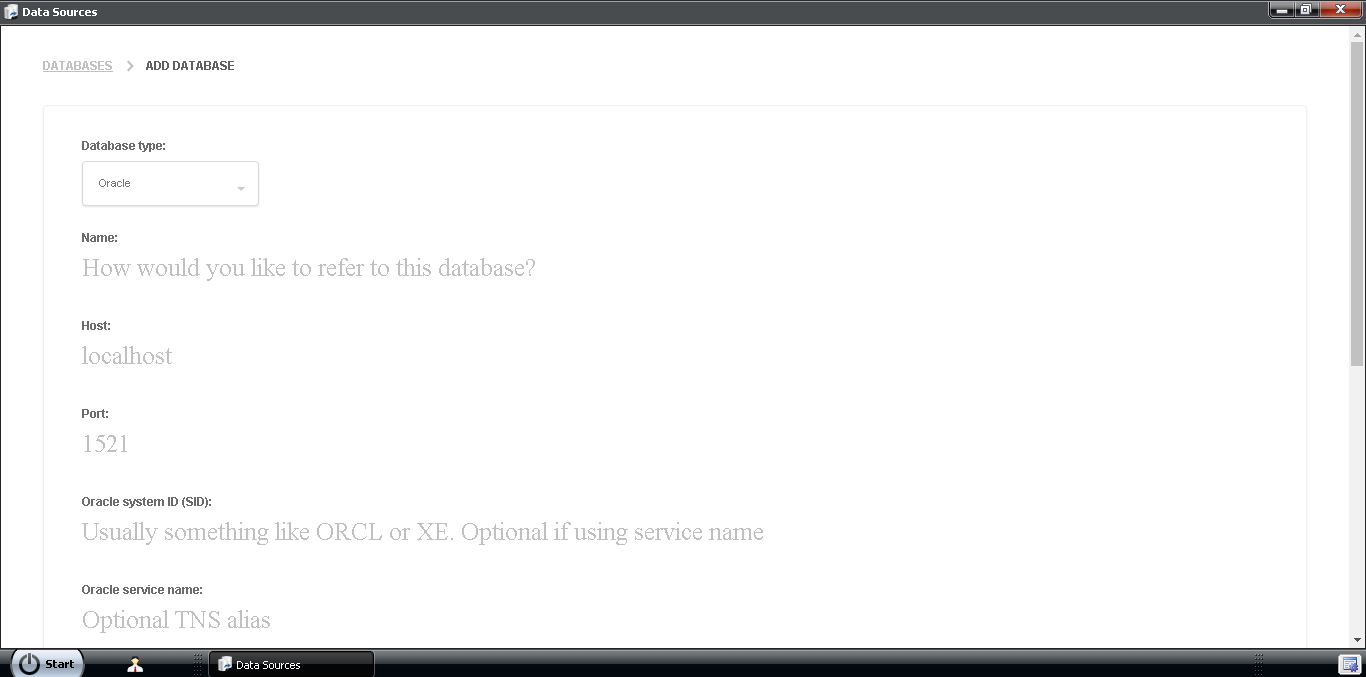 Data Sources
DATABASES > ADD DATABASE
Database type:
Oracle
Name:
How would you like to refer to this database?
Host:
localhost
Port:
1521
Oracle system ID (SID):
Usually something like ORCL or XE. Optional if using service name
Oracle service name:
Optional TNS alias
Start
Data Sources